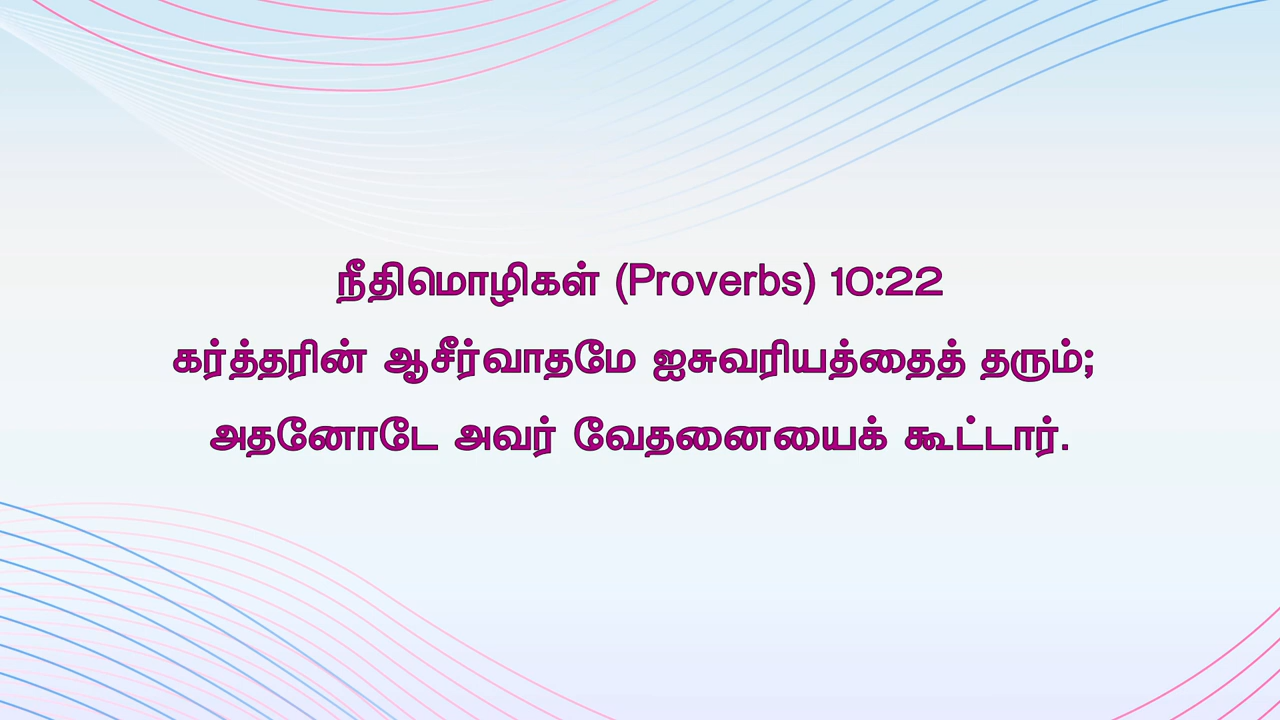 நீதிமொழிகள் (Proverbs) 10:22
கர்த்தரின் ஆசீர்வாதமே ஐசுவரியத்தைத் தரும்;
அதனோடே அவர் வேதனையைக் கூட்டார்.